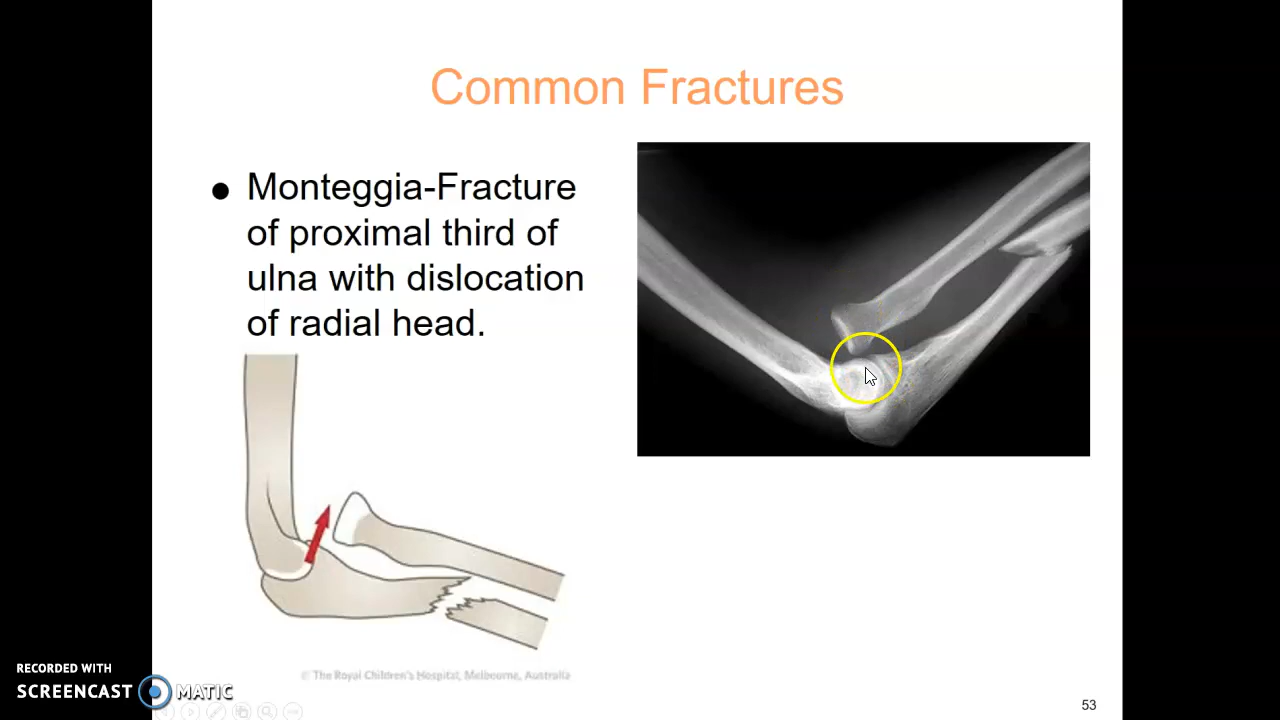 Common Fractures
● Monteggia-Fracture
of proximal third of
ulna with dislocation
of radial head.
© The Royal Children's Hospital, Melbourne, Australia
RECORDED WITH
SCREENCAST MATIC
53